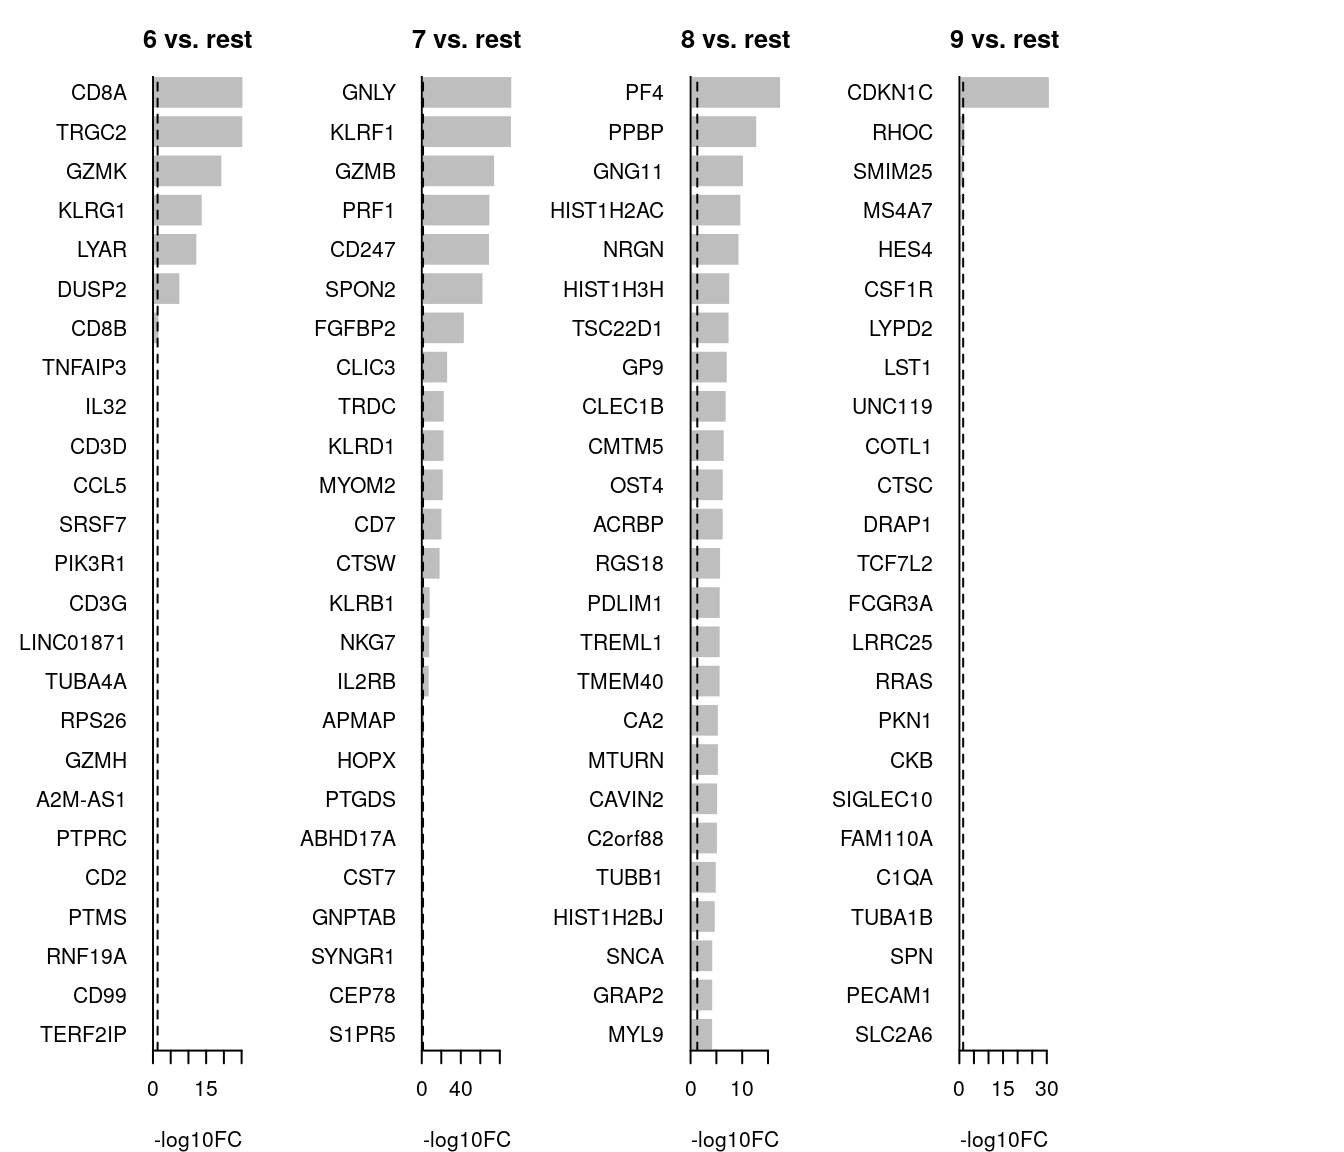 6 vs. rest
CD8A
TRGC2
GZMK
KLRG1
LYAR
DUSP2
CD8B
TNFAIP3
IL32
CD3D
CCL5
SRSF7
PIK3R1
CD3G
LINC01871
TUBA4A
RPS26
GZMH
A2M-AS1
PTPRC
CD2
PTMS
RNF19A
CD99
TERF2IP
0 15
-log10FC
7 vs. rest
GNLY
KLRF1
GZMB
PRF1
CD247
SPON2
FGFBP2
CLIC3
TRDC
KLRD1
MYOM2
CD7
CTSW
KLRB1
NKG7
IL2RB
APMAP
HOPX
PTGDS
ABHD17A
CST7
GNPTAB
SYNGR1
CEP78
S1PR5
0 40
-log10FC
8 vs. rest
PF4
PPBP
GNG11
HIST1H2AC
NRGN
HIST1H3H
TSC22D1
GP9
CLEC1B
CMTM5
OST4
ACRBP
RGS18
PDLIM1
TREML1
TMEM40
CA2
MTURN
CAVIN2
C2orf88
TUBB1
HIST1H2BJ
SNCA
GRAP2
MYL9
0 10
-log10FC
9 vs. rest
CDKN1C
RHOC
SMIM25
MS4A7
HES4
CSF1R
LYPD2
LST1
UNC119
COTL1
CTSC
DRAP1
TCF7L2
FCGR3A
LRRC25
RRAS
PKN1
CKB
SIGLEC10
FAM110A
C1QA
TUBA1B
SPN
PECAM1
SLC2A6
0 15 30
-log10FC